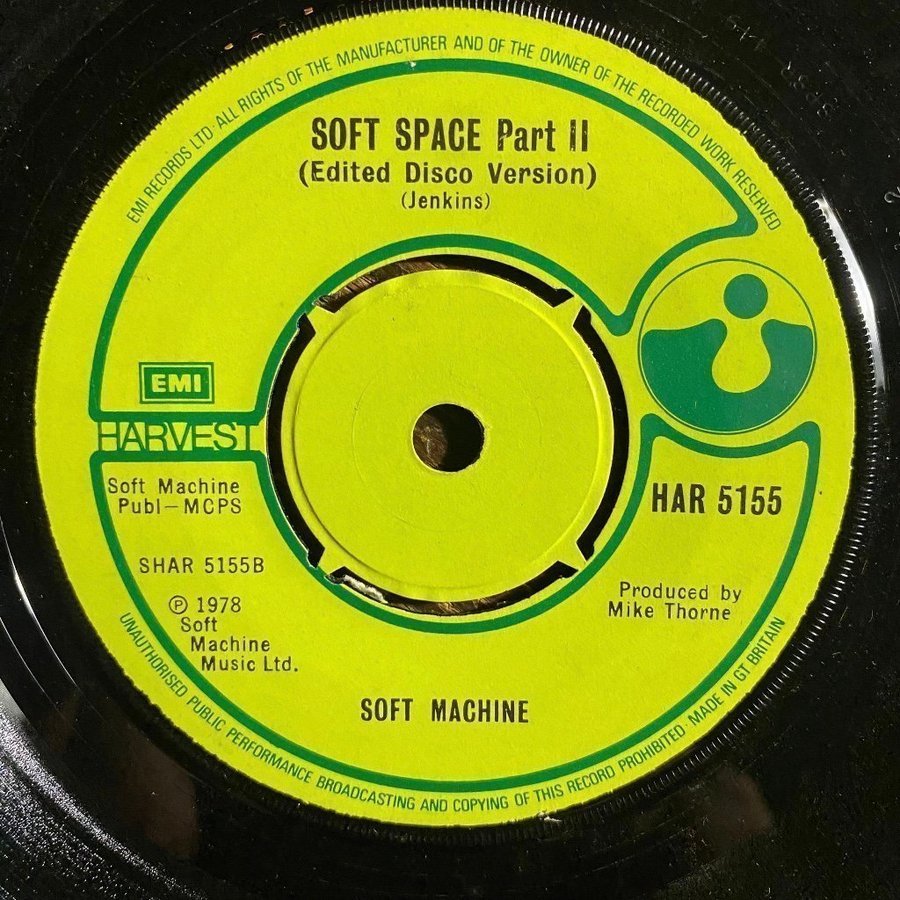 EMI RECORDS LTD ALL RIGHTS OF THE MANUFACTURER AND OF THE OWNER OF THE RECORDED WORK RESERVED
SOFT SPACE Part II
(Edited Disco Version)
(Jenkins)
EMI
HARVEST
Soft Machine
Publ-MCPS
HAR 5155
SHAR 5155B
℗ 1978
Soft
Machine
Music Ltd.
Produced by
Mike Thorne
SOFT MACHINE
UNAUTHORISED PUBLIC PERFORMANCE BROADCASTING AND COPYING OF THIS RECORD PROHIBITED · MADE IN GT BRITAIN